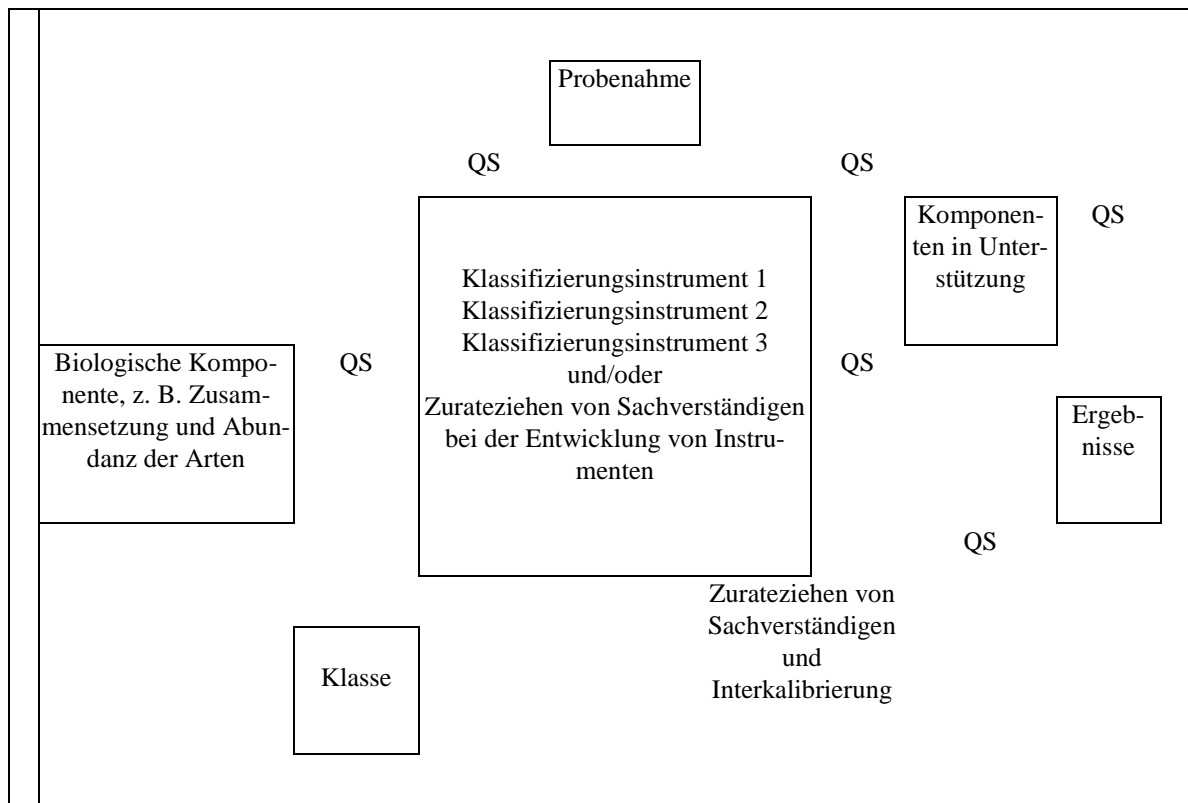 Probenahme
QS
QS
Komponen-
ten in Unter-
stützung
QS
Klassifizierungsinstrument 1
Klassifizierungsinstrument 2
Klassifizierungsinstrument 3
und/oder
Zurateziehen von Sachverständigen
bei der Entwicklung von Instru-
menten
Biologische Kompo-
nente, z. B. Zusam-
mensetzung und Abun-
danz der Arten
QS
QS
Ergeb-
nisse
QS
Zurateziehen von
Sachverständigen
und
Interkalibrierung
Klasse